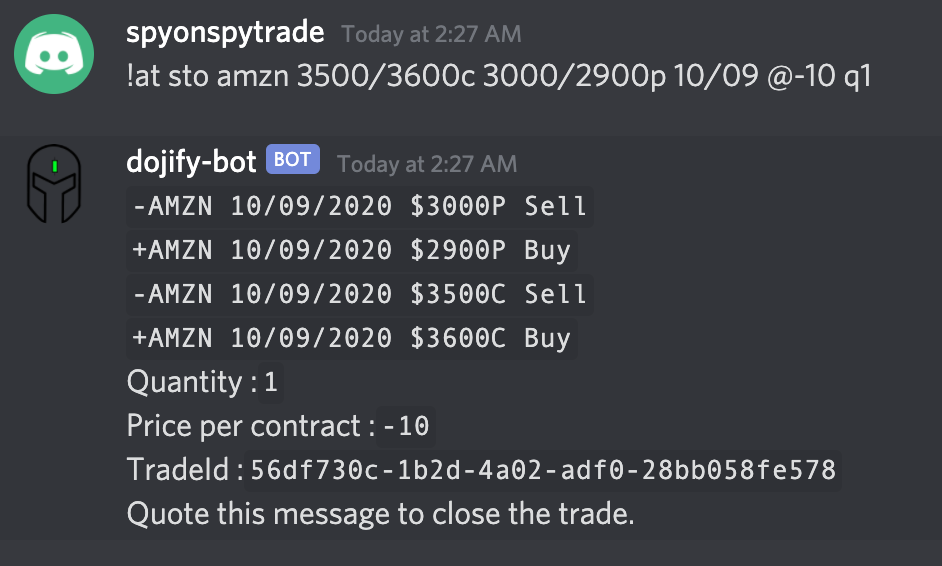 spyonspytrade Today at 2:27 AM
!at sto amzn 3500/3600c 3000/2900p 10/09 @-10 q1
dojify-bot BOT Today at 2:27 AM
-AMZN 10/09/2020 $3000P Sell
+AMZN 10/09/2020 $2900P Buy
-AMZN 10/09/2020 $3500C Sell
+AMZN 10/09/2020 $3600C Buy
Quantity : 1
Price per contract : -10
TradeId : 56df730c-1b2d-4a02-adf0-28bb058fe578
Quote this message to close the trade.